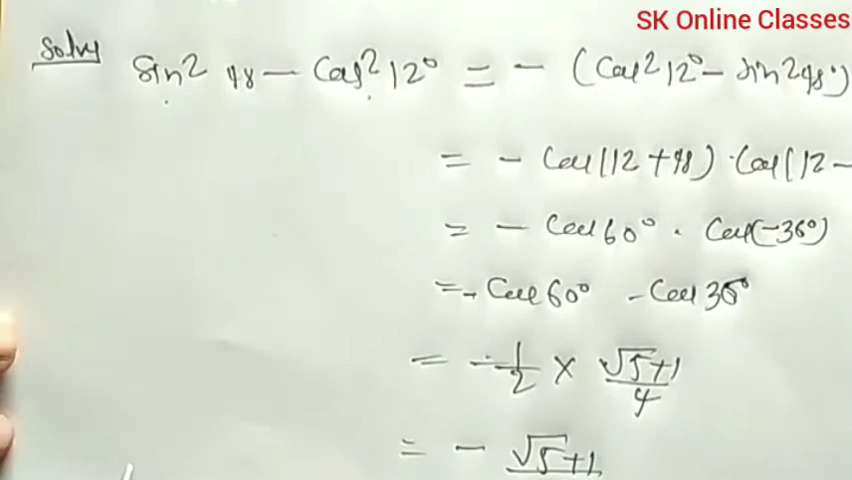 SK Online Classes
Solu
Sin² 48 - Cos² 12° = - (Cos² 12° - Sin² 48°)
= - Cos(12 + 48) · Cos(12 -
= - Cos 60° . Cos(-36°)
= - Cos 60° - Cos 36°
= - 1/2 × √5+1/4
= - √5+1